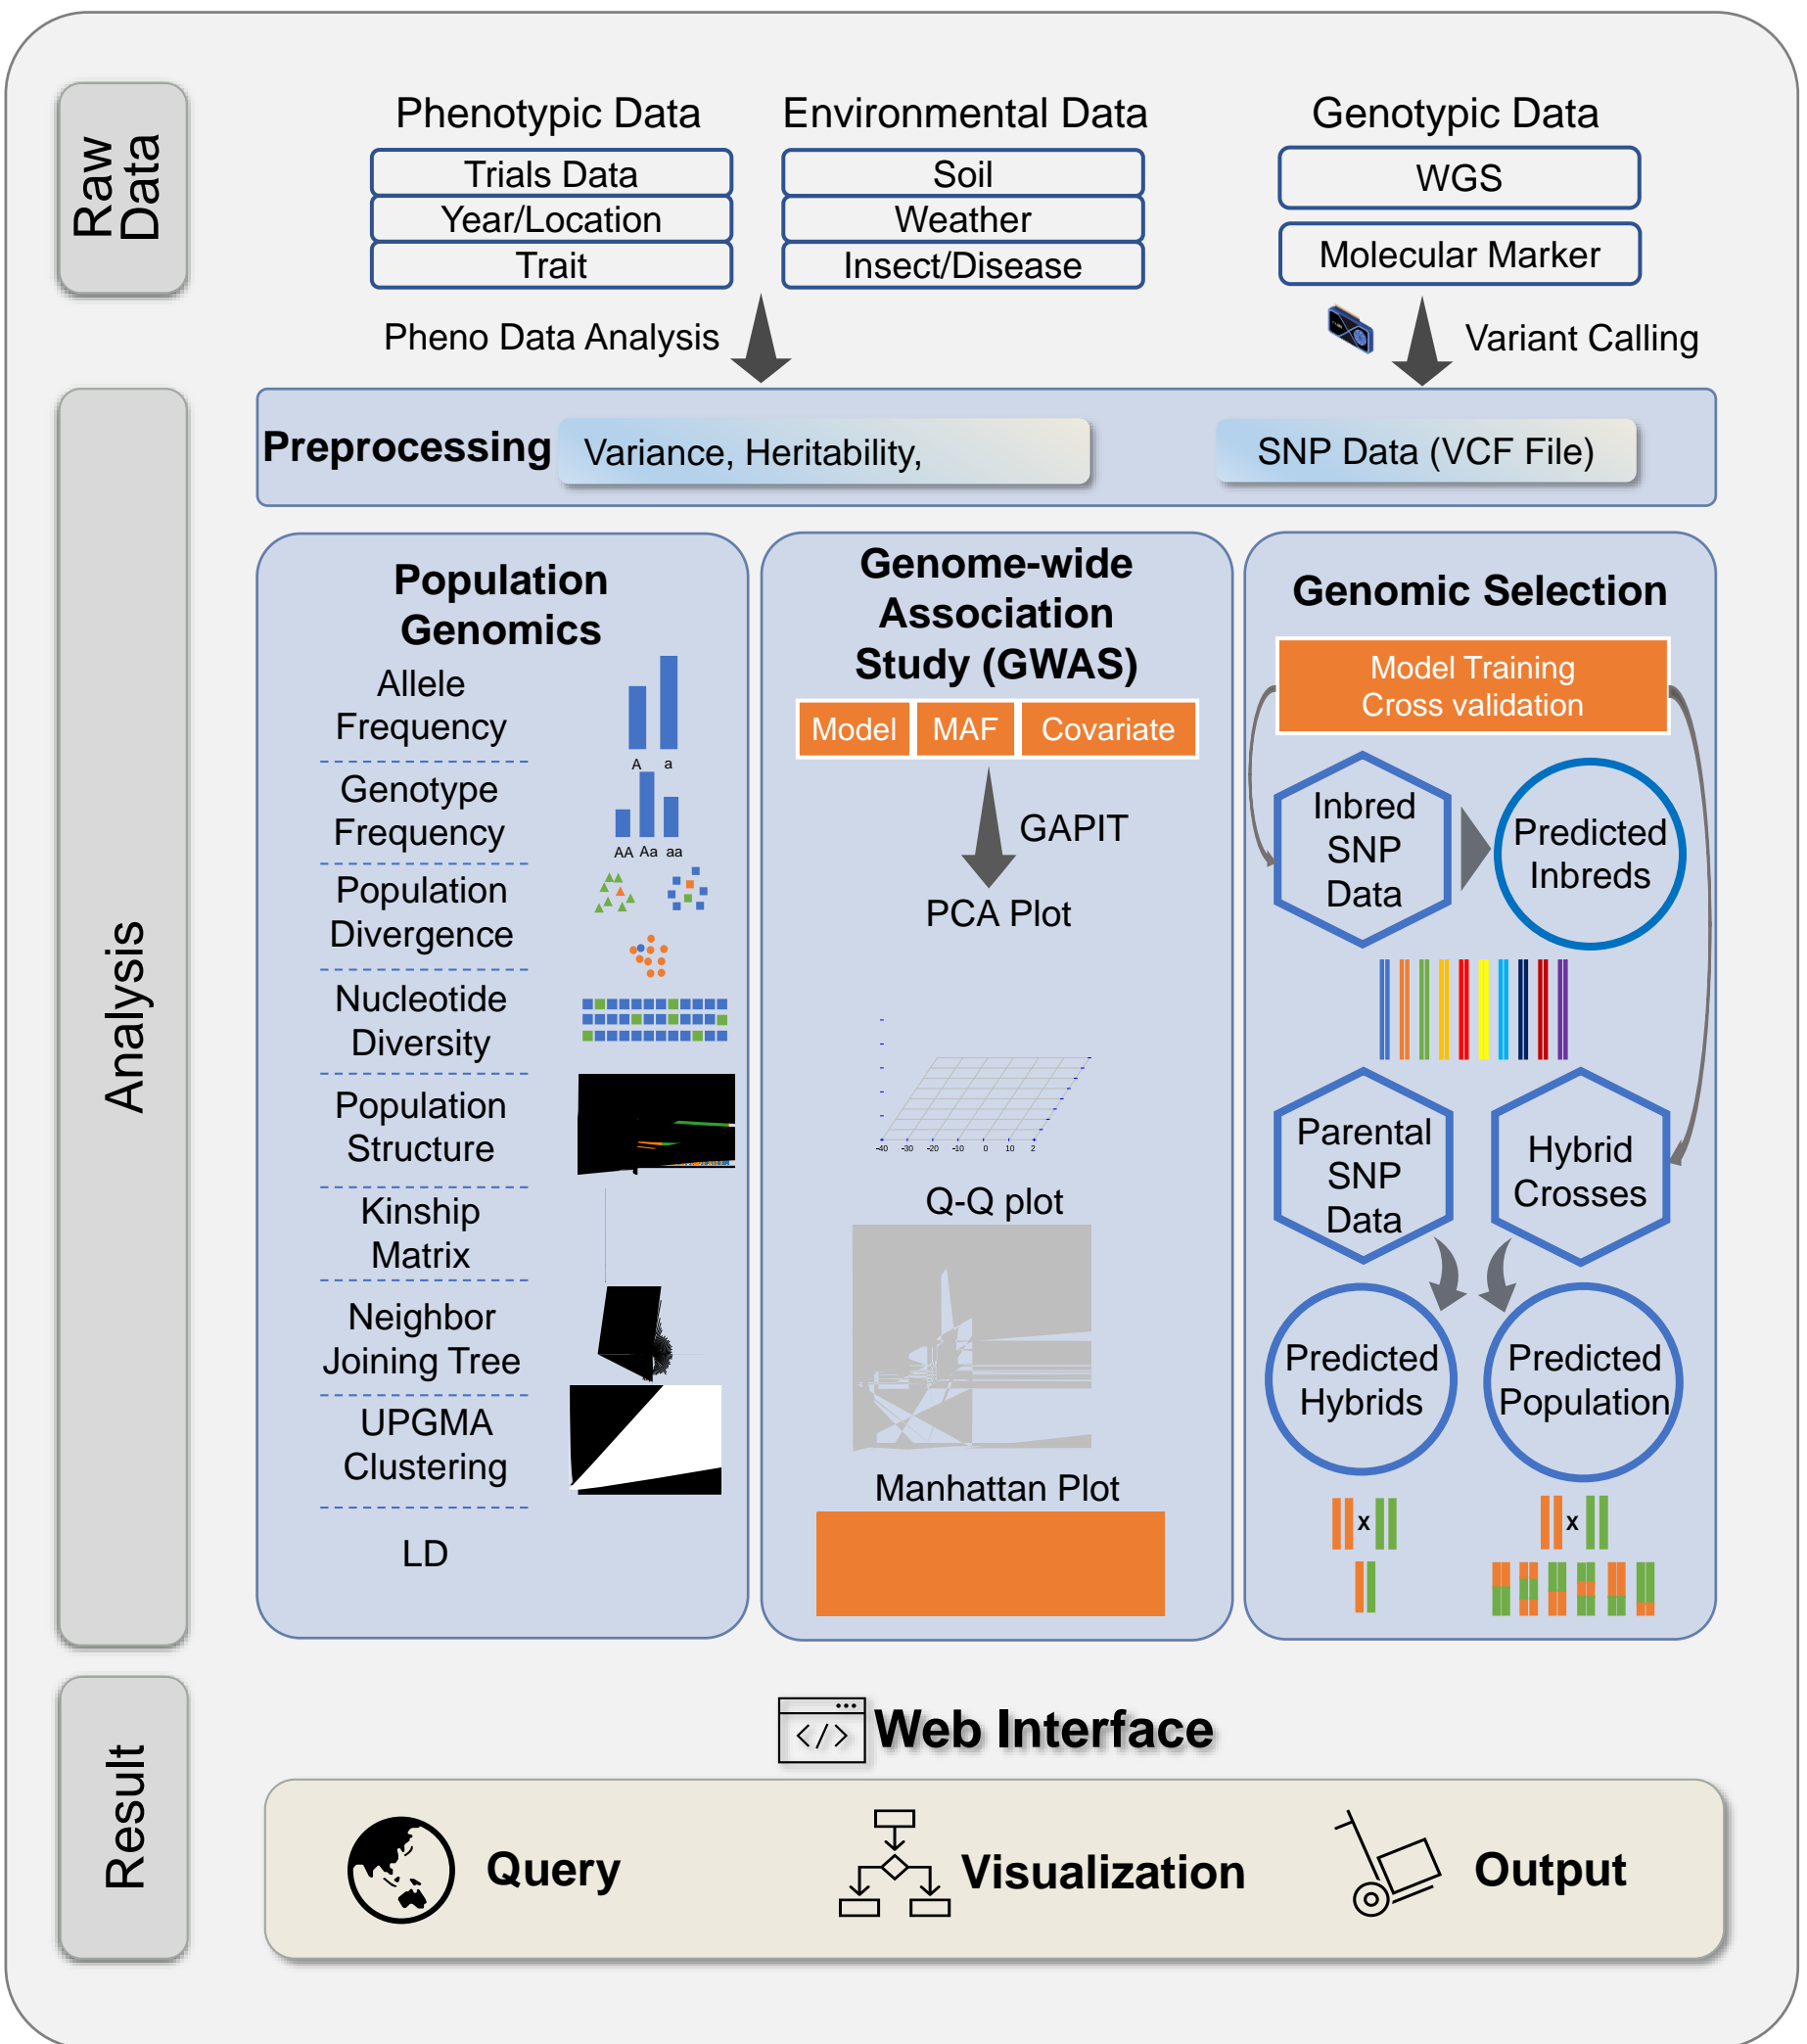 Raw
Data
Phenotypic Data
Trials Data
Year/Location
Trait
Environmental Data
Soil
Weather
Insect/Disease
Genotypic Data
WGS
Molecular Marker
Pheno Data Analysis
Variant Calling
Analysis
Preprocessing
Variance, Heritability,
SNP Data (VCF File)
Population
Genomics
Allele
Frequency
A a
Genotype
Frequency
AA Aa aa
Population
Divergence
Nucleotide
Diversity
Population
Structure
Kinship
Matrix
Neighbor
Joining Tree
UPGMA
Clustering
LD
Genome-wide
Association
Study (GWAS)
Model MAF Covariate
GAPIT
PCA Plot
-40 -30 -20 -10 0 10 2
Q-Q plot
Manhattan Plot
Genomic Selection
Model Training
Cross validation
Inbred
SNP
Data
Predicted
Inbreds
Parental
SNP
Data
Hybrid
Crosses
Predicted
Hybrids
Predicted
Population
x x
Result
</> Web Interface
Query
Visualization
Output